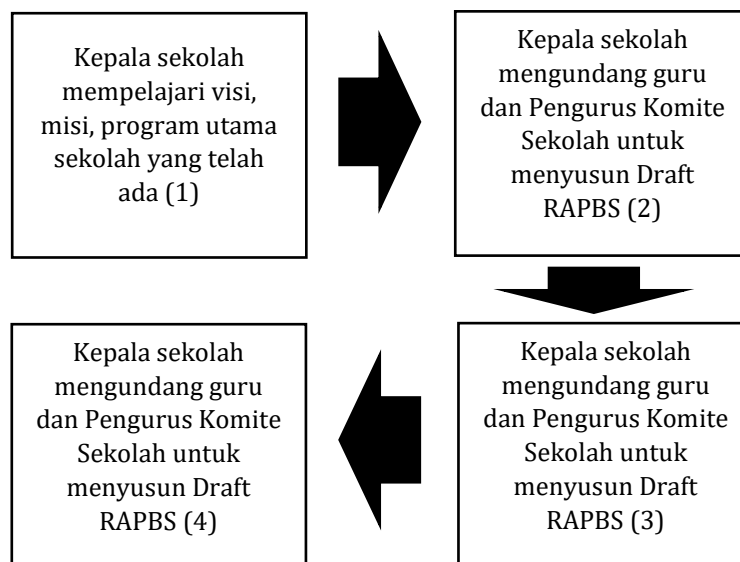 Kepala sekolah
mempelajari visi,
misi, program utama
sekolah yang telah
ada (1)
Kepala sekolah
mengundang guru
dan Pengurus Komite
Sekolah untuk
menyusun Draft
RAPBS (2)
Kepala sekolah
mengundang guru
dan Pengurus Komite
Sekolah untuk
menyusun Draft
RAPBS (3)
Kepala sekolah
mengundang guru
dan Pengurus Komite
Sekolah untuk
menyusun Draft
RAPBS (4)